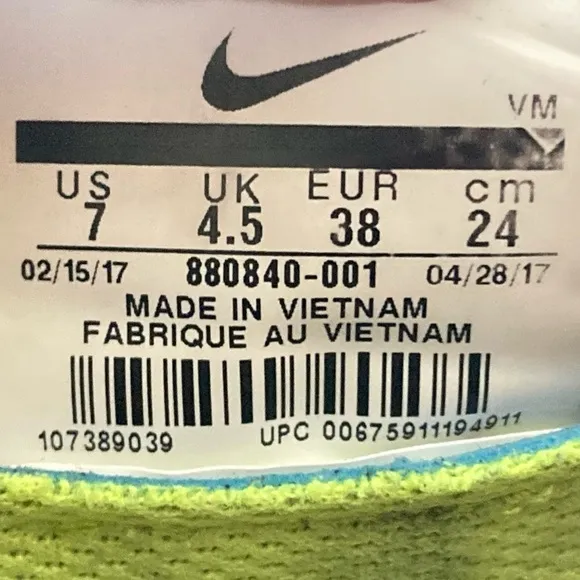 VM
US UK EUR cm
7 4.5 38 24
02/15/17 880840-001 04/28/17
MADE IN VIETNAM
FABRIQUE AU VIETNAM
107389039 UPC 00675911194911